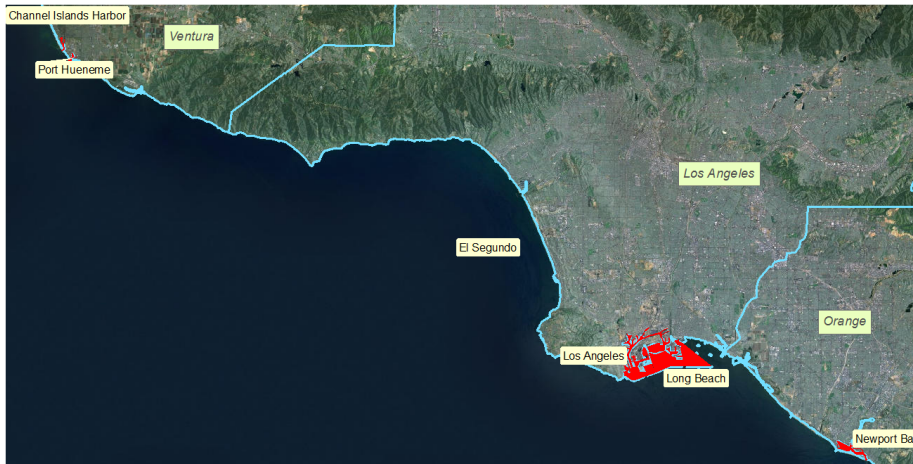 Channel Islands Harbor
Ventura
Port Hueneme
Los Angeles
El Segundo
Orange
Los Angeles
Long Beach
Newport Ba